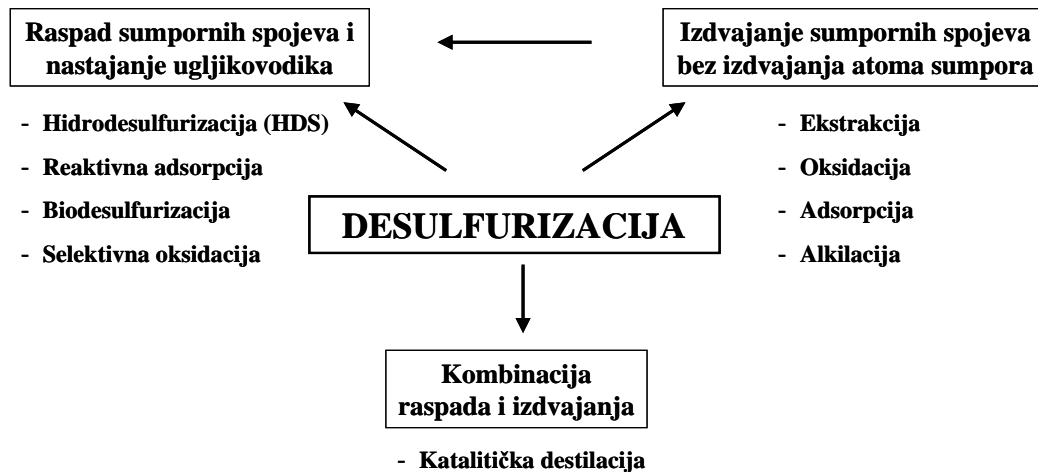 Raspad sumpornih spojeva i
nastajanje ugljikovodika
- Hidrodesulfurizacija (HDS)
- Reaktivna adsorpcija
- Biodesulfurizacija
- Selektivna oksidacija
Izdvajanje sumpornih spojeva
bez izdvajanja atoma sumpora
- Ekstrakcija
- Oksidacija
- Adsorpcija
- Alkilacija
DESULFURIZACIJA
Kombinacija
raspada i izdvajanja
- Katalitička destilacija